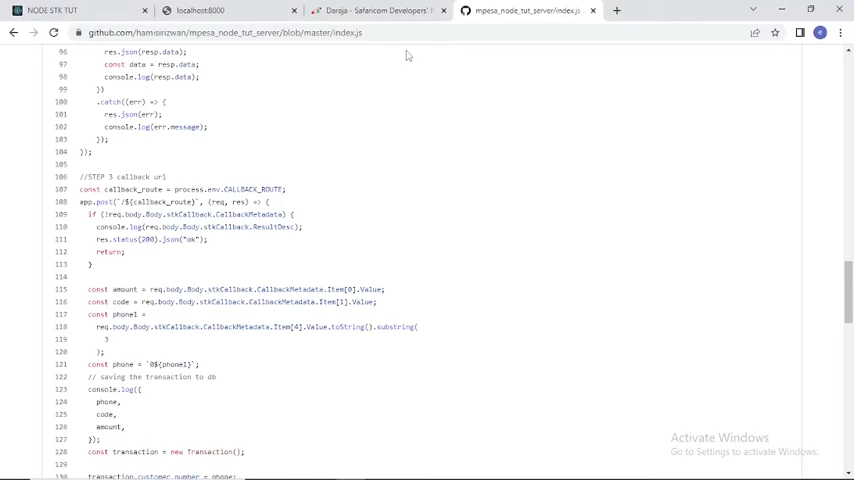 NODE STK TUT
localhost:8000
Daraja - Safaricom Developers'
mpesa_node_tut_server/index.js
github.com/hamisirizwan/mpesa_node_tut_server/blob/master/index.js
e
96 res.json(resp.data);
97 const data = resp.data;
98 console.log(resp.data);
99 })
100 .catch((err) => {
101 res.json(err);
102 console.log(err.message);
103 });
104 });
105
106 //STEP 3 callback url
107 const callback_route = process.env.CALLBACK_ROUTE;
108 app.post(`/${callback_route}`, (req, res) => {
109 if (!req.body.Body.stkCallback.CallbackMetadata) {
110 console.log(req.body.Body.stkCallback.ResultDesc);
111 res.status(200).json("ok");
112 return;
113 }
114
115 const amount = req.body.Body.stkCallback.CallbackMetadata.Item[0].Value;
116 const code = req.body.Body.stkCallback.CallbackMetadata.Item[1].Value;
117 const phone1 =
118 req.body.Body.stkCallback.CallbackMetadata.Item[4].Value.toString().substring(
119 3
120 );
121 const phone = `0${phone1}`;
122 // saving the transaction to db
123 console.log({
124 phone,
125 code,
126 amount,
127 });
128 const transaction = new Transaction();
129
130 transaction.customer_number = phone;
Activate Windows
Go to Settings to activate Windows.